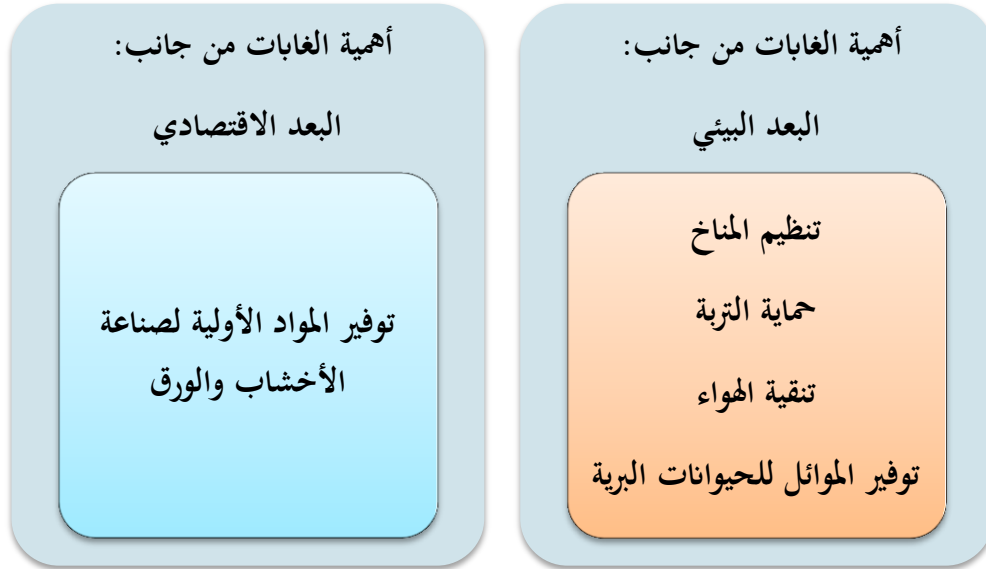 أهمية الغابات من جانب:
البعد البيئي
تنظيم المناخ
حماية التربة
تنقية الهواء
توفير الموائل للحيوانات البرية
أهمية الغابات من جانب:
البعد الاقتصادي
توفير المواد الأولية لصناعة
الأخشاب والورق